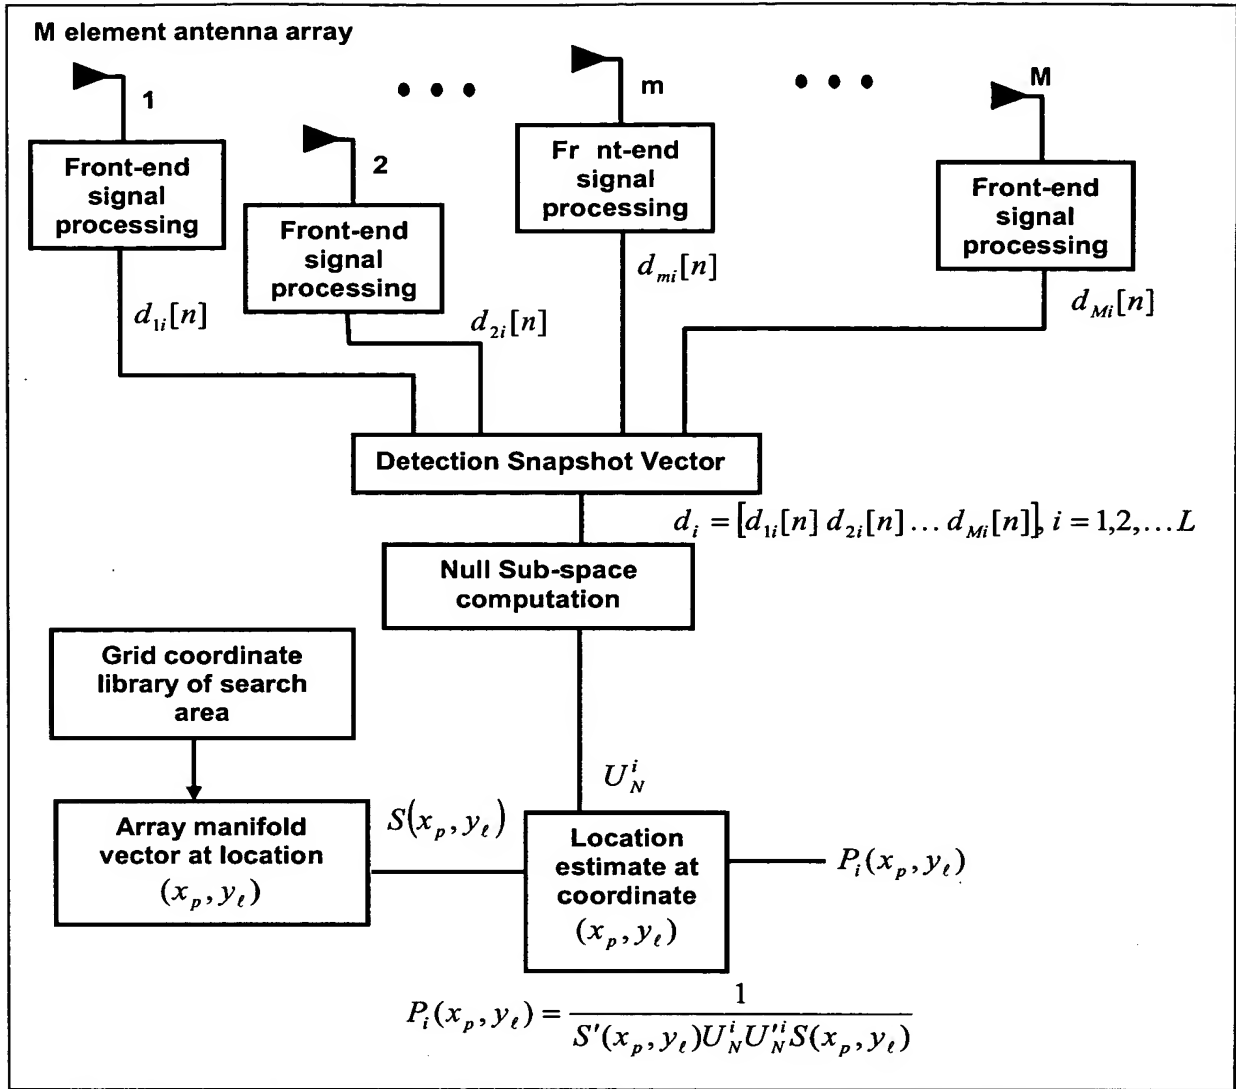 M element antenna array
1
2
m
M
Front-end
signal
processing
Front-end
signal
processing
Fr nt-end
signal
processing
Front-end
signal
processing
d_{1i}[n]
d_{2i}[n]
d_{mi}[n]
d_{Mi}[n]
Detection Snapshot Vector
d_i = [d_{1i}[n] d_{2i}[n] … d_{Mi}[n]], i = 1,2,… L
Null Sub-space
computation
Grid coordinate
library of search
area
U_N^i
Array manifold
vector at location
(x_p, y_ℓ)
S(x_p, y_ℓ)
Location
estimate at
coordinate
(x_p, y_ℓ)
P_i(x_p, y_ℓ)
P_i(x_p, y_ℓ) = 1 / S′(x_p, y_ℓ)U_N^i U_N′^i S(x_p, y_ℓ)